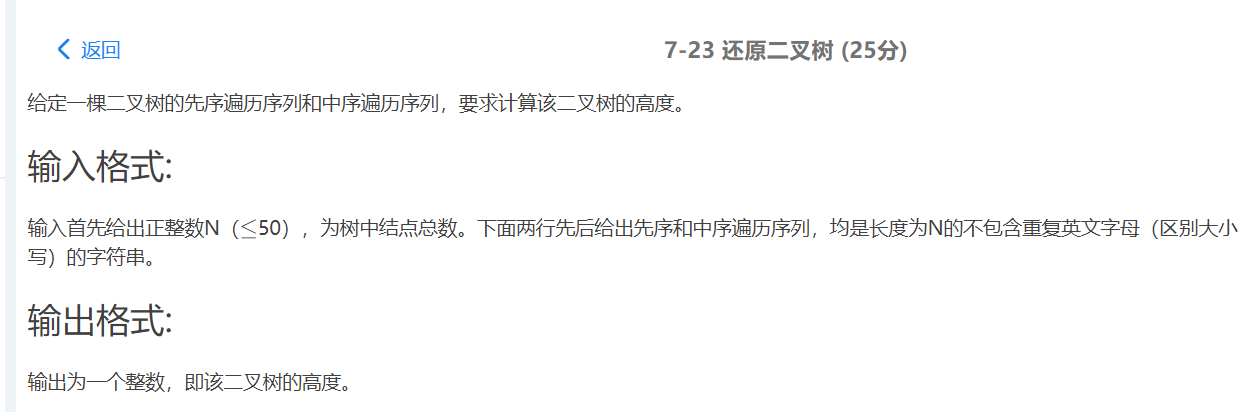 返回
7-23 还原二叉树 (25分)
给定一棵二叉树的先序遍历序列和中序遍历序列，要求计算该二叉树的高度。
输入格式:
输入首先给出正整数N（≤50），为树中结点总数。下面两行先后给出先序和中序遍历序列，均是长度为N的不包含重复英文字母（区别大小
写）的字符串。
输出格式:
输出为一个整数，即该二叉树的高度。